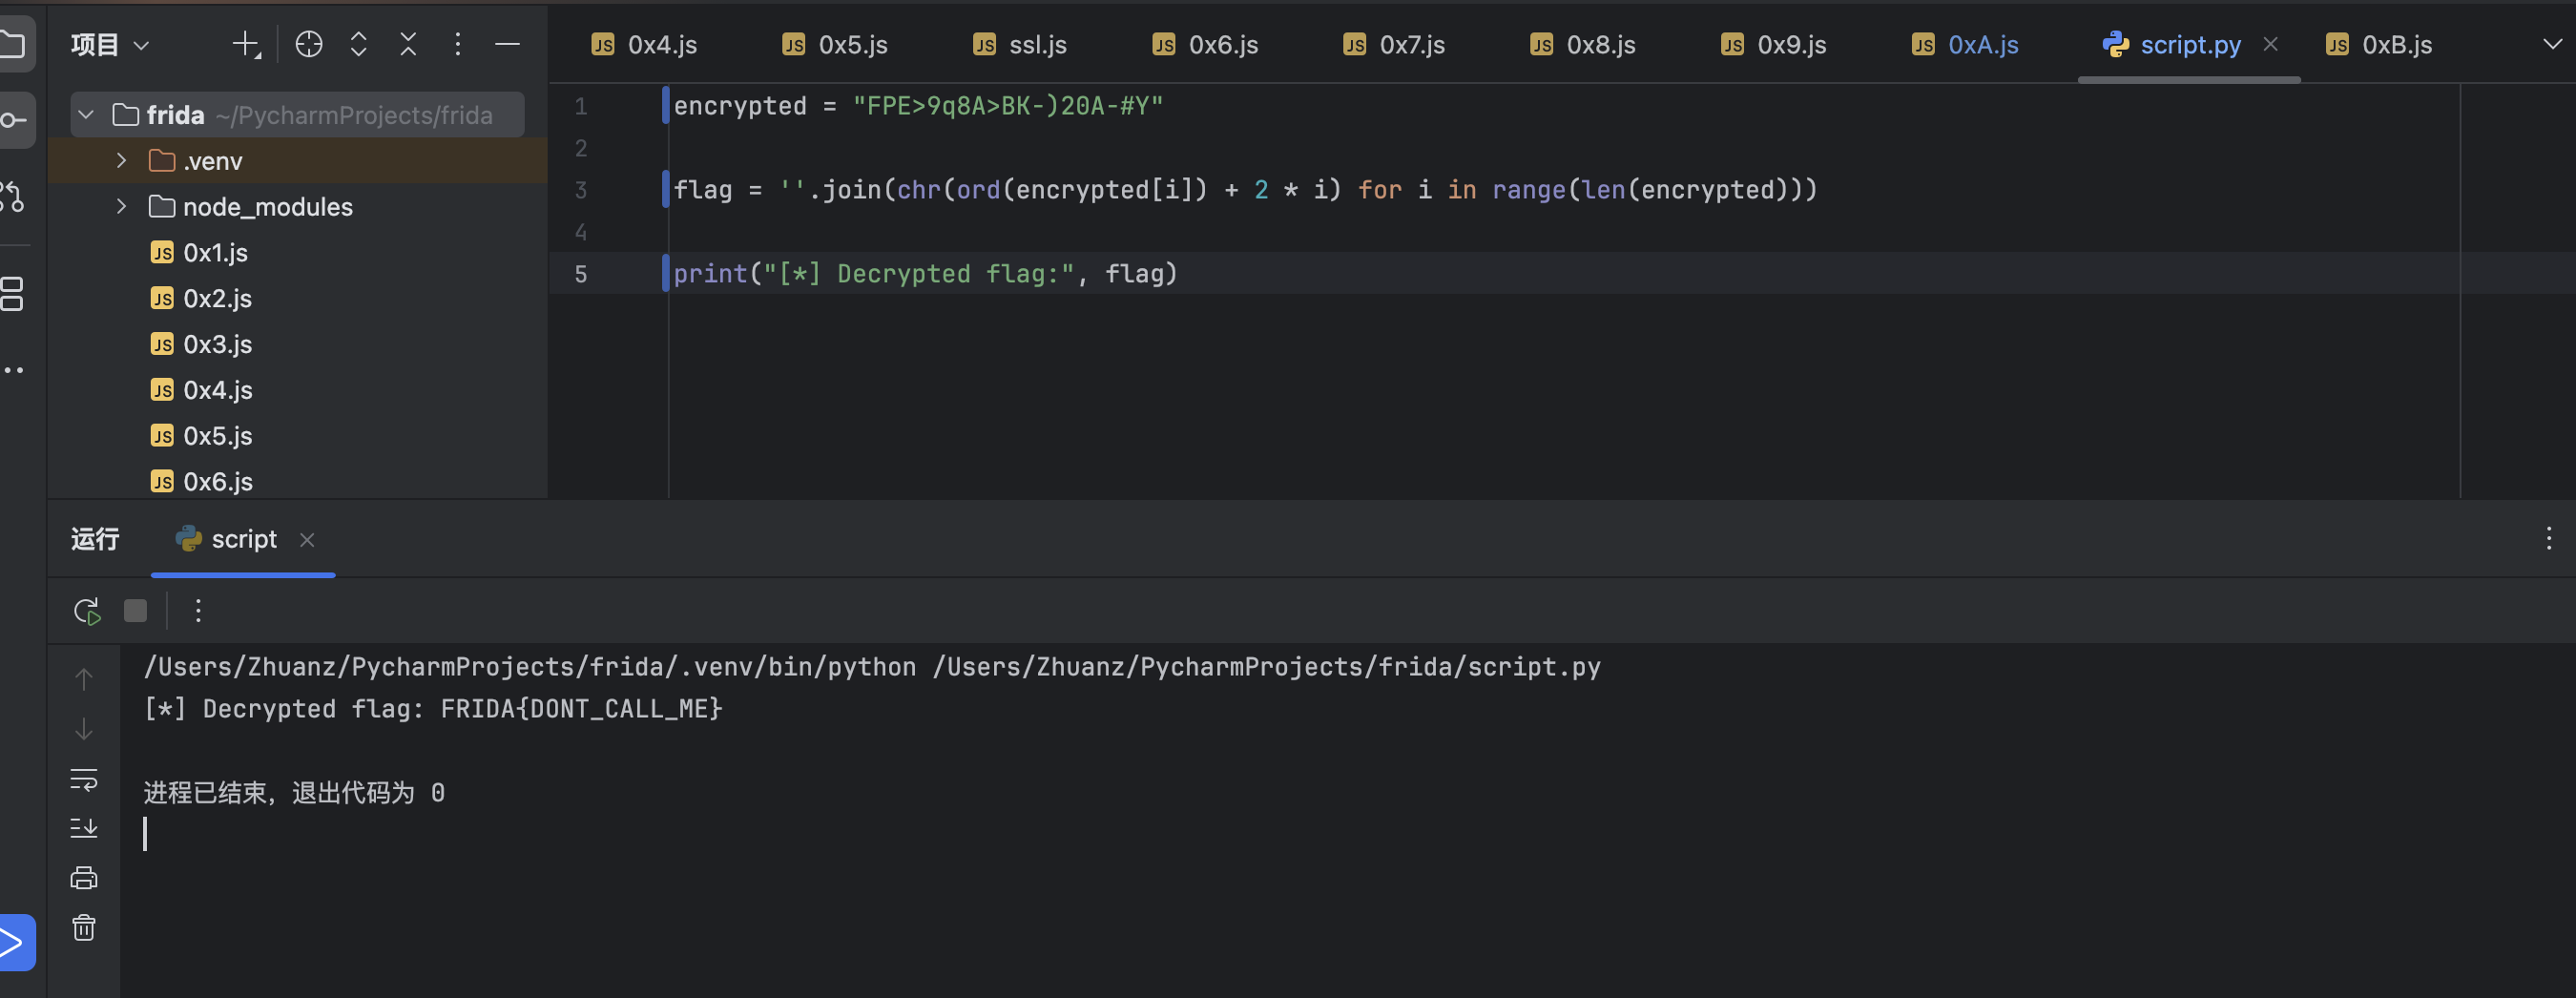 项目
0x4.js 0x5.js ssl.js 0x6.js 0x7.js 0x8.js 0x9.js 0xA.js script.py 0xB.js
frida ~/PycharmProjects/frida
.venv
node_modules
0x1.js
0x2.js
0x3.js
0x4.js
0x5.js
0x6.js
1 encrypted = "FPE>9q8A>BK-)20A-#Y"
2
3 flag = ''.join(chr(ord(encrypted[i]) + 2 * i) for i in range(len(encrypted)))
4
5 print("[*] Decrypted flag:", flag)
运行 script
/Users/Zhuanz/PycharmProjects/frida/.venv/bin/python /Users/Zhuanz/PycharmProjects/frida/script.py
[*] Decrypted flag: FRIDA{DONT_CALL_ME}
进程已结束，退出代码为 0